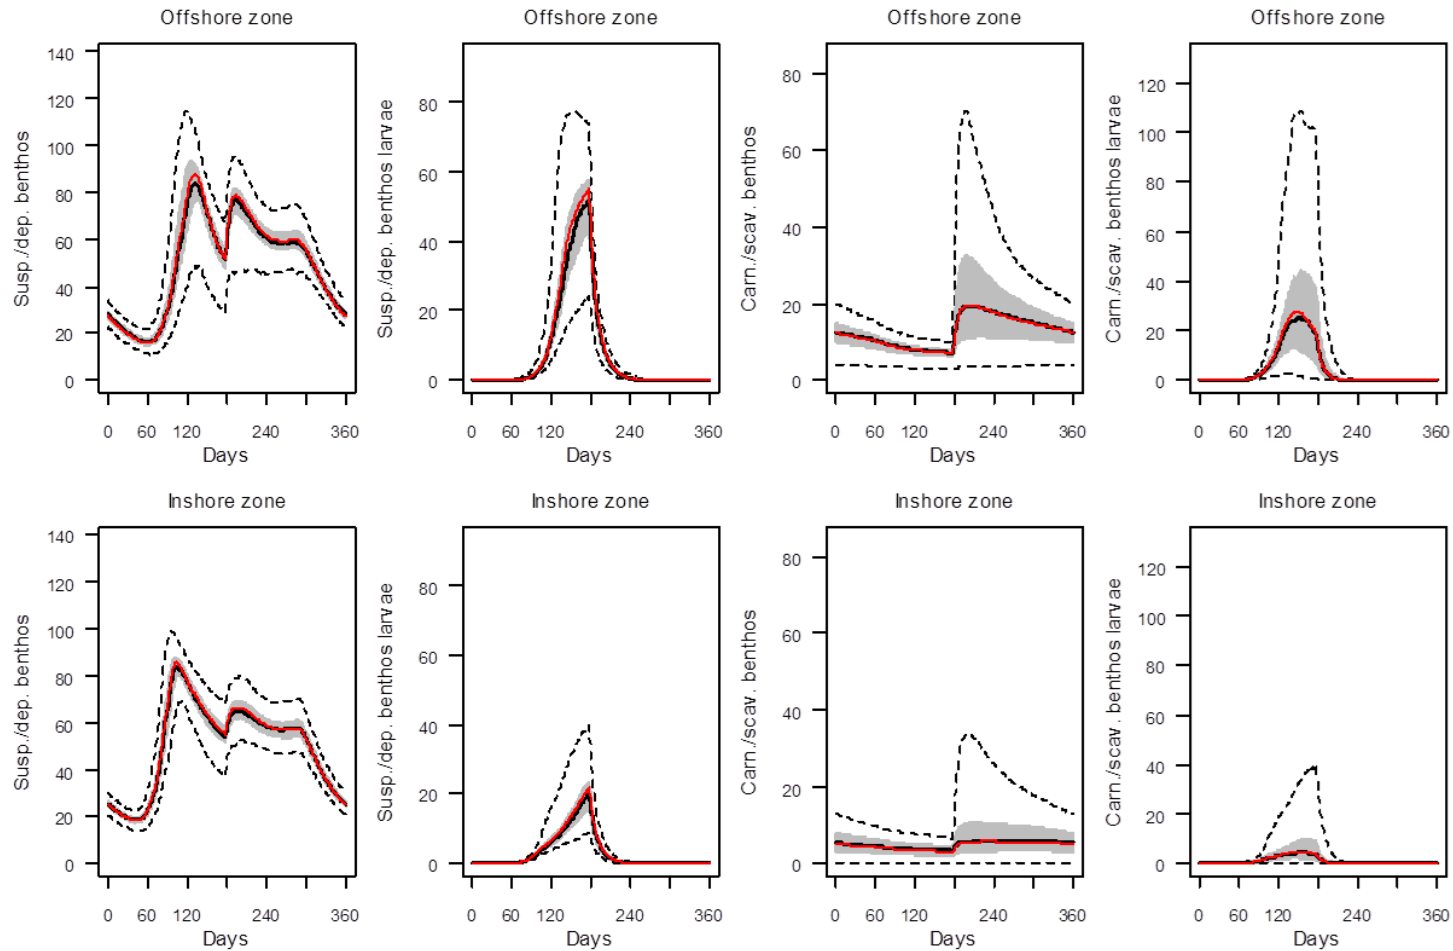 Offshore zone
Susp./dep. benthos
140
120
100
80
60
40
20
0
0 60 120 240 360
Days
Offshore zone
Susp./dep. benthos larvae
80
60
40
20
0
0 60 120 240 360
Days
Offshore zone
Carn./scav. benthos
80
60
40
20
0
0 60 120 240 360
Days
Offshore zone
Carn./scav. benthos larvae
120
100
80
60
40
20
0
0 60 120 240 360
Days
Inshore zone
Susp./dep. benthos
140
120
100
80
60
40
20
0
0 60 120 240 360
Days
Inshore zone
Susp./dep. benthos larvae
80
60
40
20
0
0 60 120 240 360
Days
Inshore zone
Carn./scav. benthos
80
60
40
20
0
0 60 120 240 360
Days
Inshore zone
Carn./scav. benthos larvae
120
100
80
60
40
20
0
0 60 120 240 360
Days